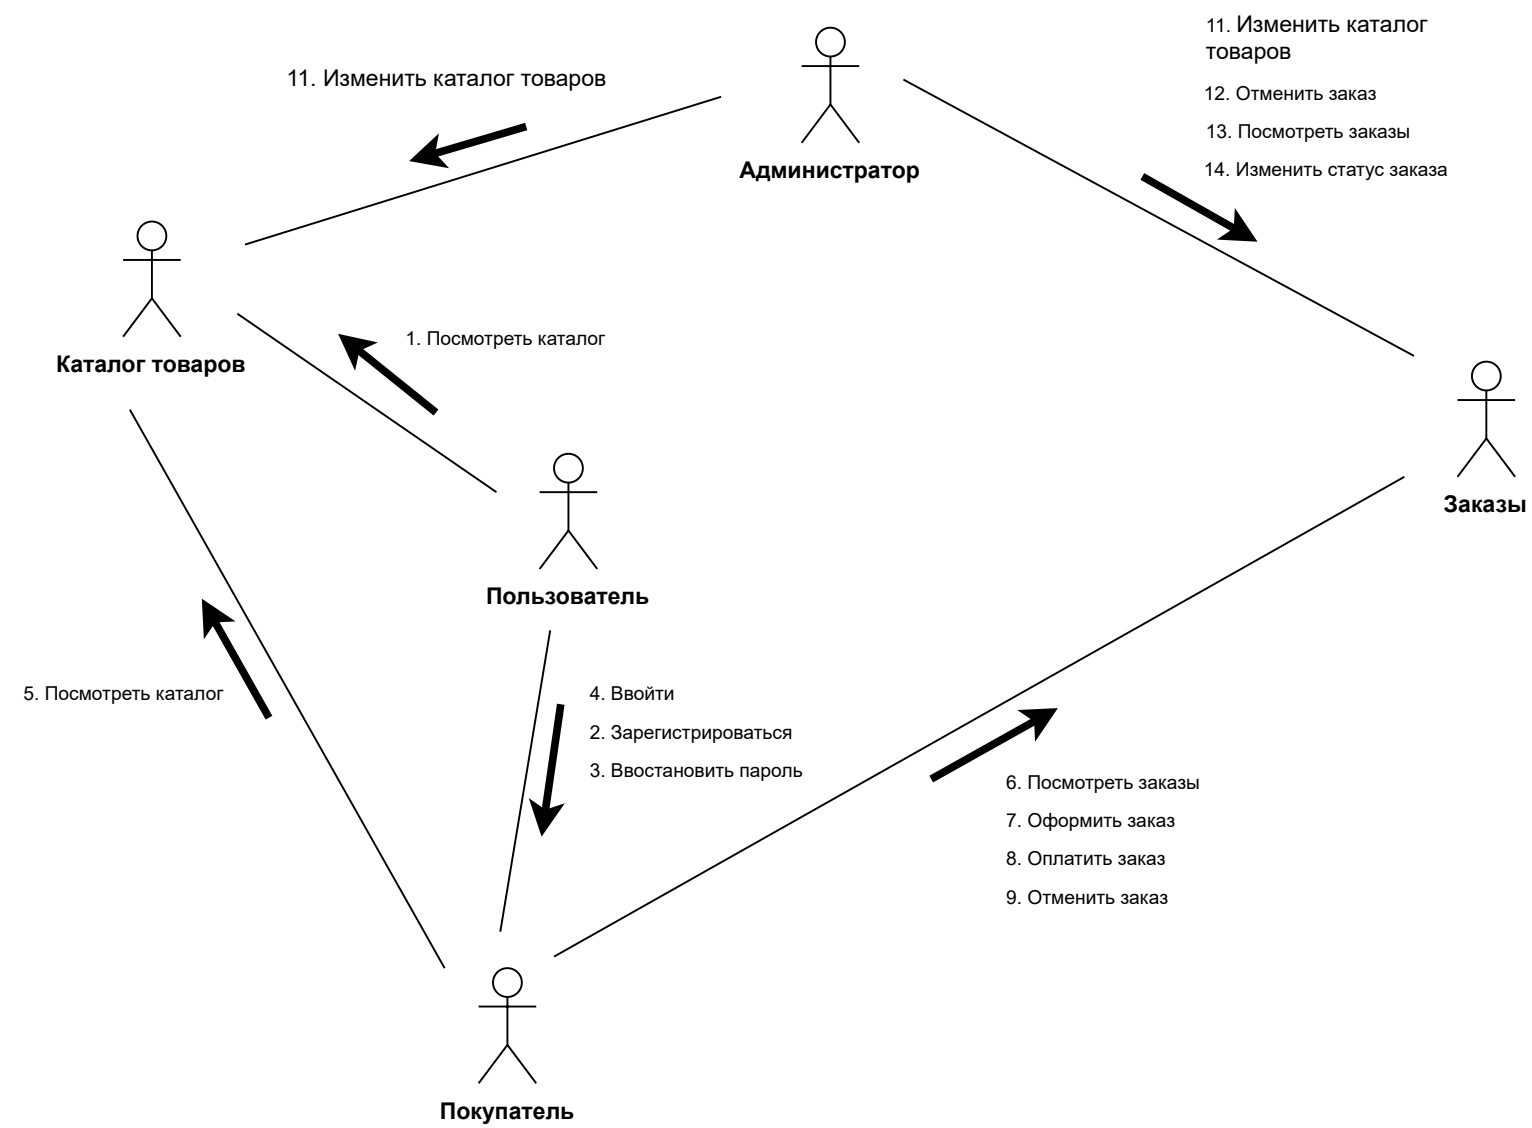 11. Изменить каталог
товаров
11. Изменить каталог товаров
12. Отменить заказ
13. Посмотреть заказы
14. Изменить статус заказа
Администратор
1. Посмотреть каталог
Каталог товаров
Заказы
Пользователь
5. Посмотреть каталог
4. Ввойти
2. Зарегистрироваться
3. Ввостановить пароль
6. Посмотреть заказы
7. Оформить заказ
8. Оплатить заказ
9. Отменить заказ
Покупатель